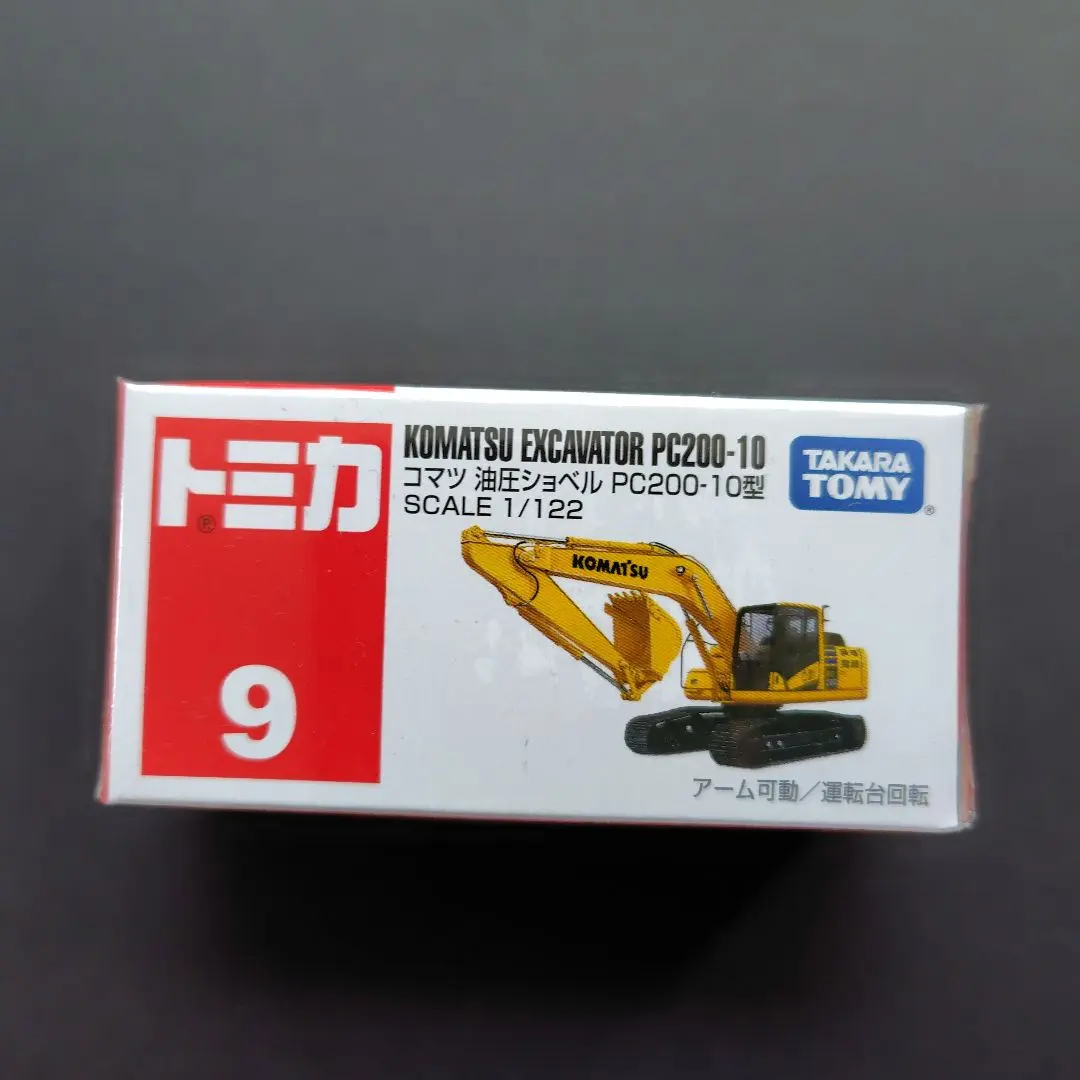 トミカ
9
KOMATSU EXCAVATOR PC200-10
コマツ 油圧ショベル PC200-10型
SCALE 1/122
TAKARA
TOMY
®
KOMATSU
アーム可動／運転台回転